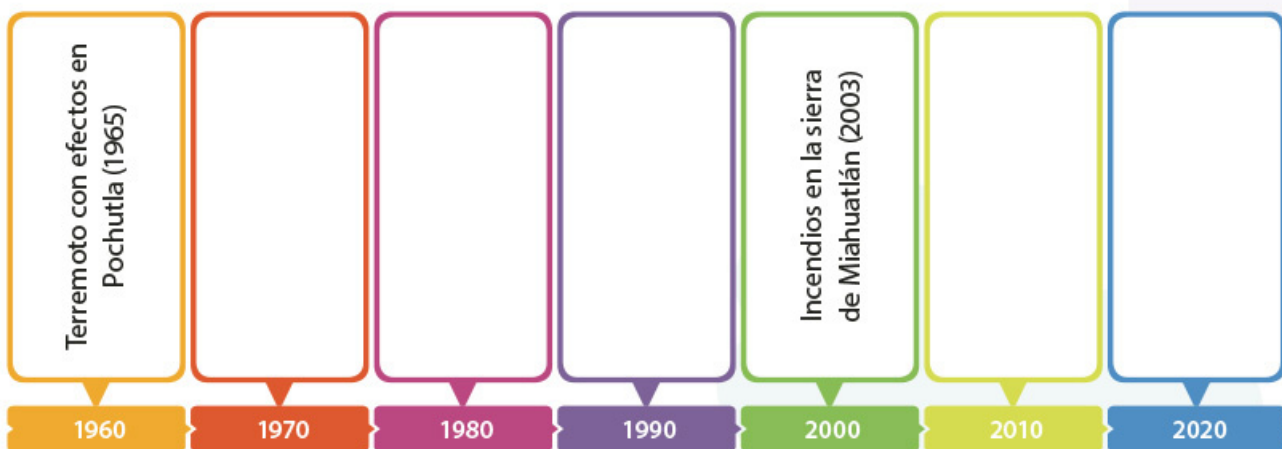 Terremoto con efectos en
Pochutla (1965)
Incendios en la sierra
de Miahuatlán (2003)
1960
1970
1980
1990
2000
2010
2020